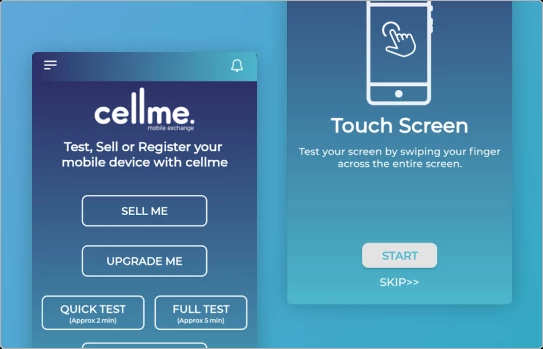 cellme.
mobile exchange
Test, Sell or Register your
mobile device with cellme
SELL ME
UPGRADE ME
QUICK TEST
(Approx 2 min)
FULL TEST
(Approx 5 min)
Touch Screen
Test your screen by swiping your finger
across the entire screen.
START
SKIP>>